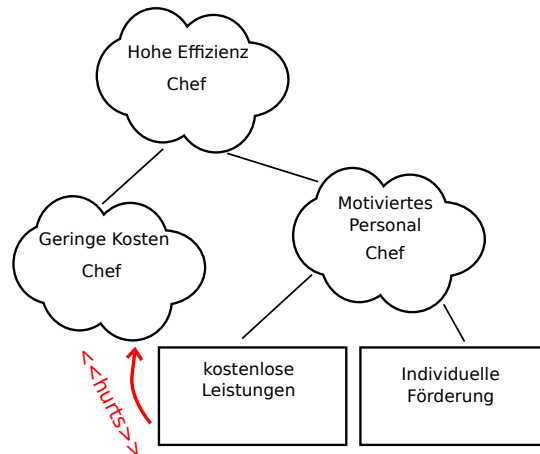 Hohe Effizienz
Chef
Geringe Kosten
Chef
Motiviertes
Personal
Chef
<<hurts>>
kostenlose
Leistungen
Individuelle
Förderung